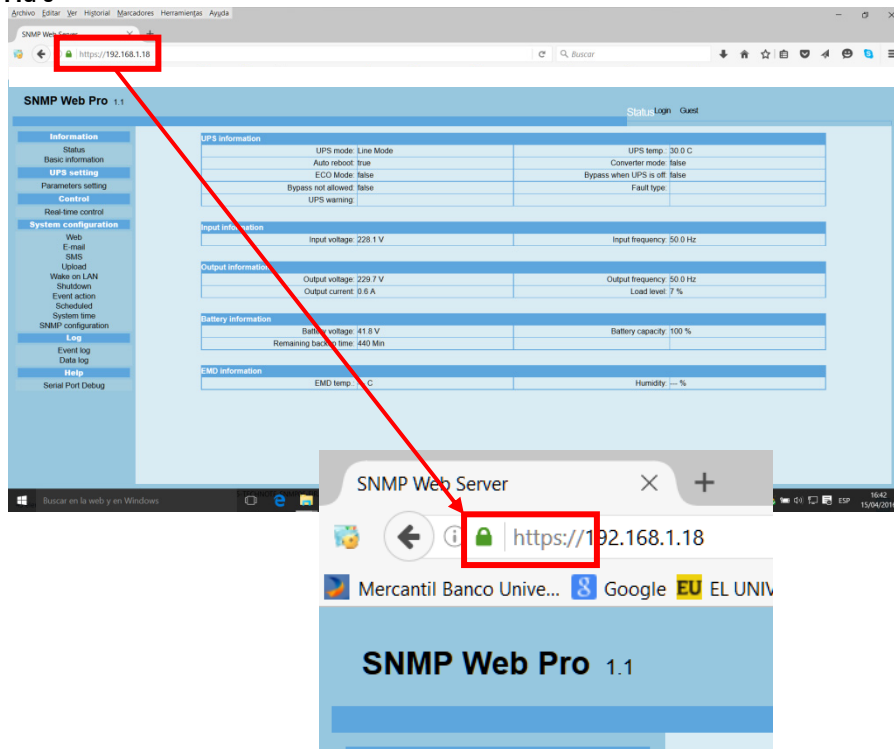 Archivo Editar Ver Historial Marcadores Herramientas Ayuda
SNMP Web Server
https://192.168.1.18
Buscar
SNMP Web Pro 1.1
Status Login Guest
Information
Status
Basic information
UPS setting
Parameters setting
Control
Real-time control
System configuration
Web
E-mail
SMS
Upload
Wake on LAN
Shutdown
Event action
Scheduled
System time
SNMP configuration
Log
Event log
Data log
Help
Serial Port Debug
UPS information
UPS mode: Line Mode UPS temp.: 30.0 C
Auto reboot: true Converter mode: false
ECO Mode: false Bypass when UPS is off: false
Bypass not allowed: false Fault type:
UPS warning:
Input information
Input voltage: 228.1 V Input frequency: 50.0 Hz
Output information
Output voltage: 229.7 V Output frequency: 50.0 Hz
Output current: 0.6 A Load level: 7 %
Battery information
Battery voltage: 41.8 V Battery capacity: 100 %
Remaining backup time: 440 Min
EMD information
EMD temp.: C Humidity: --- %
Buscar en la web y en Windows
ESP
16:42
15/04/2016
SNMP Web Server
https://192.168.1.18
Mercantil Banco Unive... Google EU EL UNIV
SNMP Web Pro 1.1